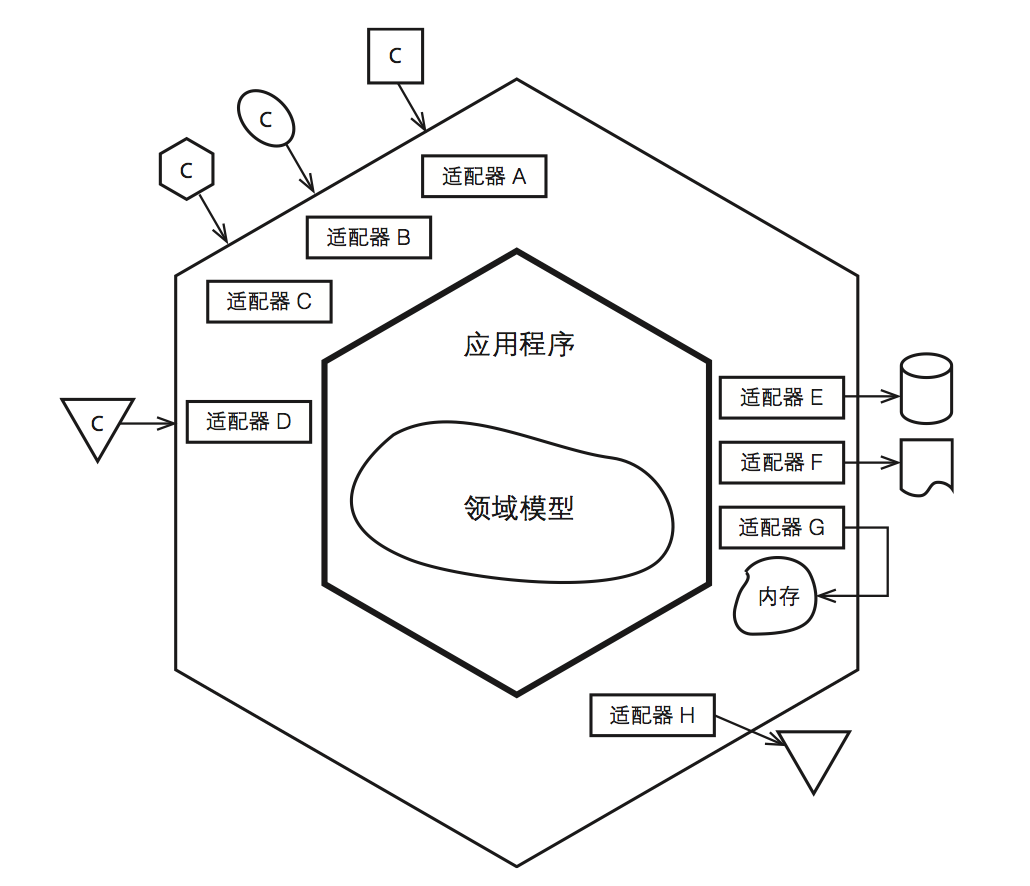 C
C
C
适配器 A
适配器 B
适配器 C
应用程序
适配器 E
C
适配器 D
适配器 F
领域模型
适配器 G
内存
适配器 H